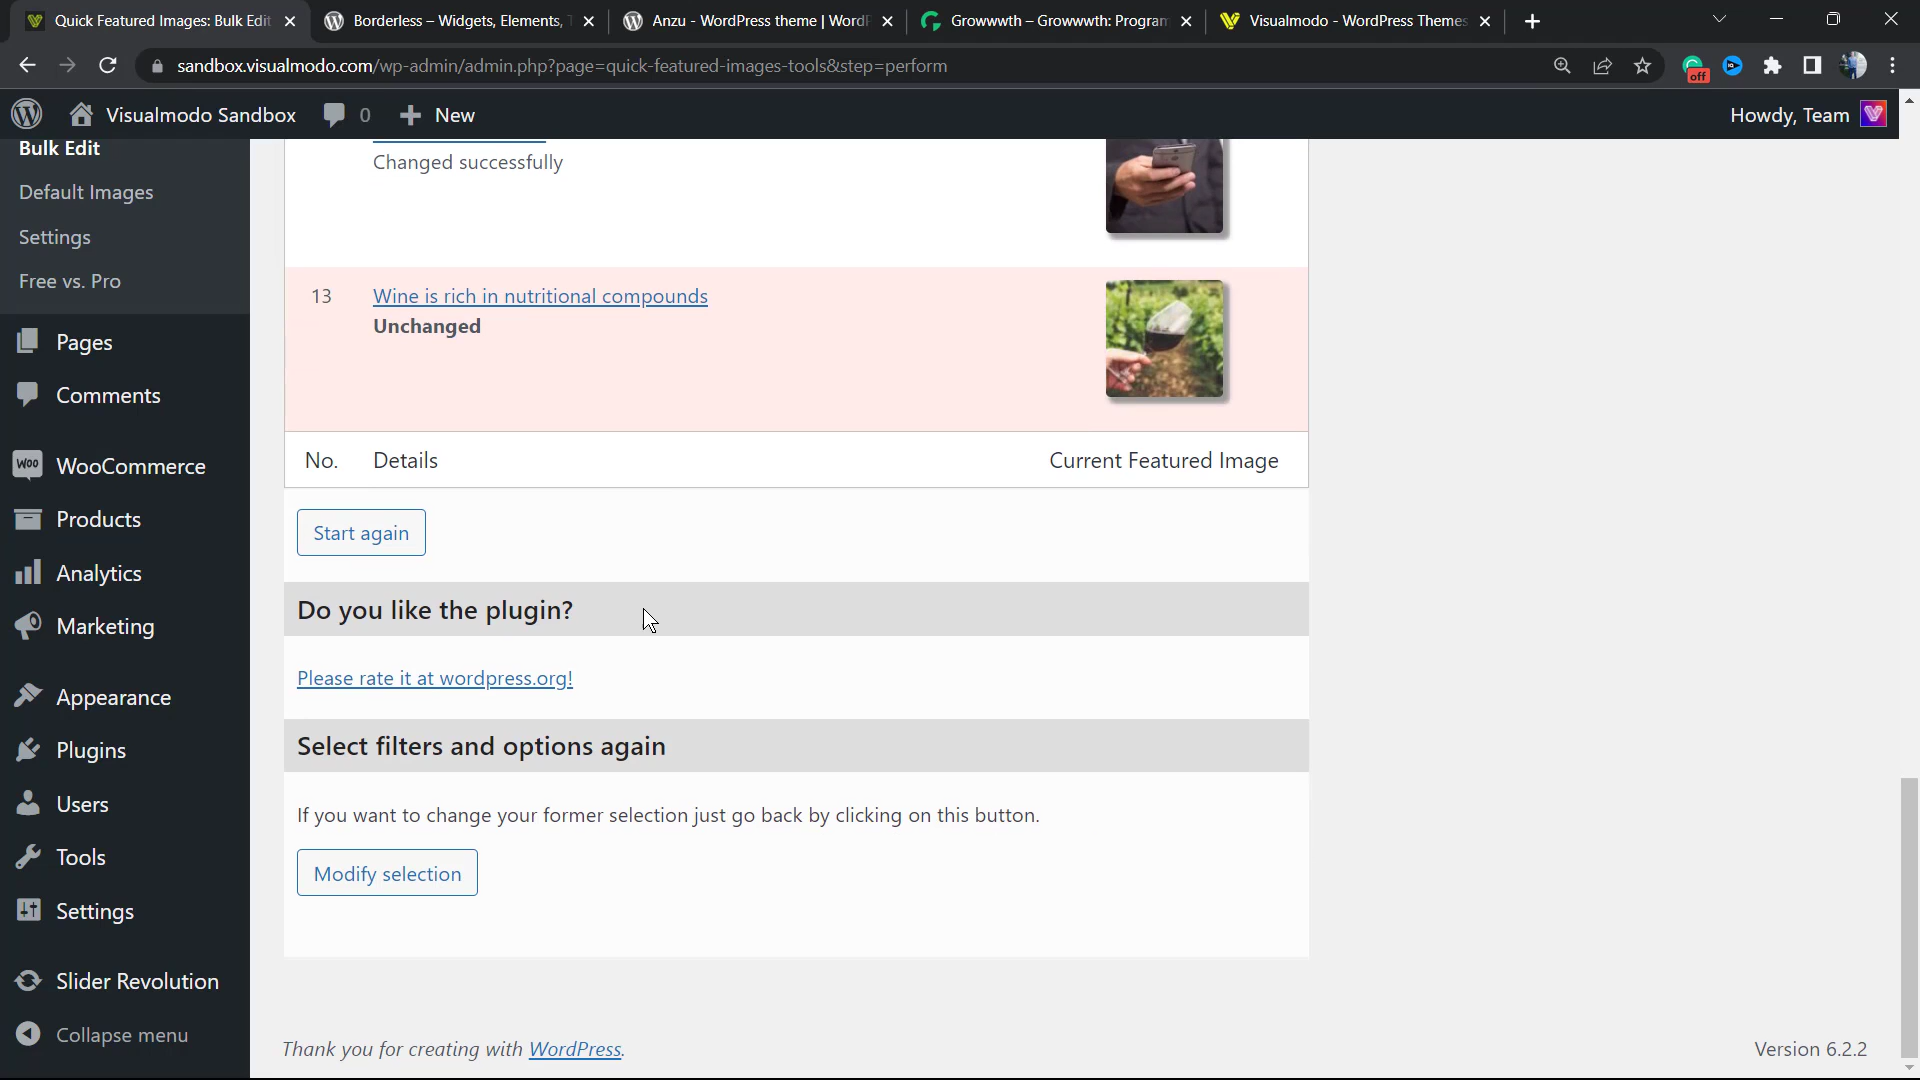 Quick Featured Images: Bulk Edit
Borderless – Widgets, Elements, T
Anzu - WordPress theme | WordP
Growwwth – Growwwth: Program
Visualmodo - WordPress Themes
sandbox.visualmodo.com/wp-admin/admin.php?page=quick-featured-images-tools&step=perform
off
Visualmodo Sandbox
0
New
Howdy, Team
Bulk Edit
Default Images
Settings
Free vs. Pro
Pages
Comments
WooCommerce
Products
Analytics
Marketing
Appearance
Plugins
Users
Tools
Settings
Slider Revolution
Collapse menu
Changed successfully
13
Wine is rich in nutritional compounds
Unchanged
No.
Details
Current Featured Image
Start again
Do you like the plugin?
Please rate it at wordpress.org!
Select filters and options again
If you want to change your former selection just go back by clicking on this button.
Modify selection
Thank you for creating with WordPress.
Version 6.2.2